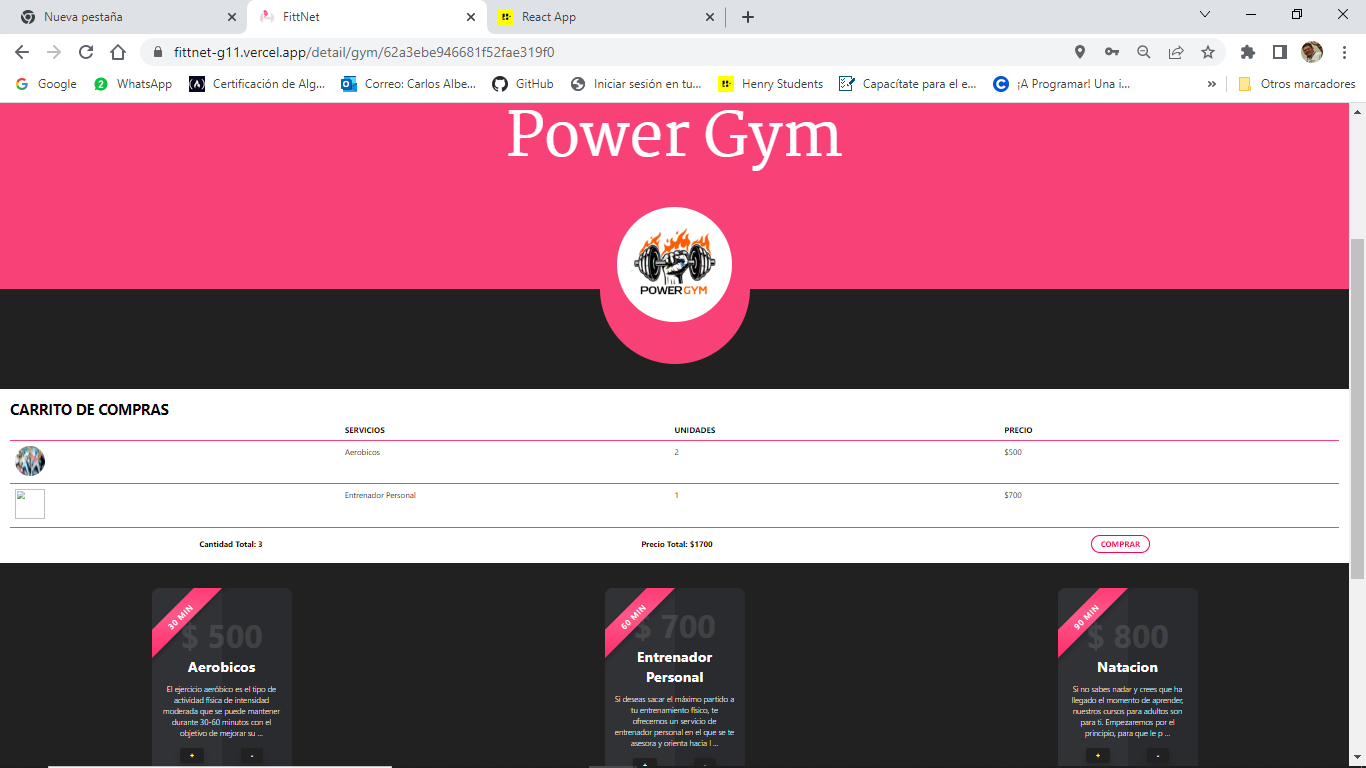 Nueva pestaña
FittNet
React App
fittnet-g11.vercel.app/detail/gym/62a3ebe946681f52fae319f0
Google
WhatsApp
Certificación de Alg...
Correo: Carlos Albe...
GitHub
Iniciar sesión en tu...
Henry Students
Capacítate para el e...
¡A Programar! Una i...
»
Otros marcadores
Power Gym
POWER GYM
CARRITO DE COMPRAS
SERVICIOS UNIDADES PRECIO
Aerobicos 2 $500
Entrenador Personal 1 $700
Cantidad Total: 3 Precio Total: $1700 COMPRAR
30 MIN
$ 500
Aerobicos
El ejercicio aeróbico es el tipo de
actividad física de intensidad
moderada que se puede mantener
durante 30-60 minutos con el
objetivo de mejorar su ...
+ -
60 MIN
$ 700
Entrenador
Personal
Si deseas sacar el máximo partido a
tu entrenamiento físico, te
ofrecemos un servicio de
entrenador personal en el que se te
asesora y orienta hacia l ...
+ -
90 MIN
$ 800
Natacion
Si no sabes nadar y crees que ha
llegado el momento de aprender,
nuestros cursos para adultos son
para ti. Empezaremos por el
principio, para que le p ...
+ -